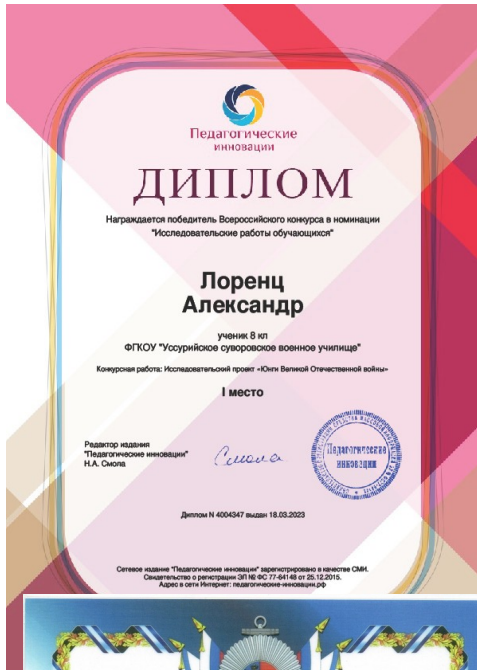 Педагогические
инновации
ДИПЛОМ
Награждается победитель Всероссийского конкурса в номинации
"Исследовательские работы обучающихся"
Лоренц
Александр
ученик 8 кл
ФГКОУ "Уссурийское суворовское военное училище"
Конкурсная работа: Исследовательский проект «Юнги Великой Отечественной войны»
I место
Редактор издания
"Педагогические инновации"
Н.А. Смола
Смола
Педагогические
инновации
Диплом N 4004347 выдан 18.03.2023
Сетевое издание "Педагогические инновации" зарегистрировано в качестве СМИ.
Свидетельство о регистрации ЭЛ № ФС 77-64148 от 25.12.2015.
Адрес в сети Интернет: педагогические-инновации.рф